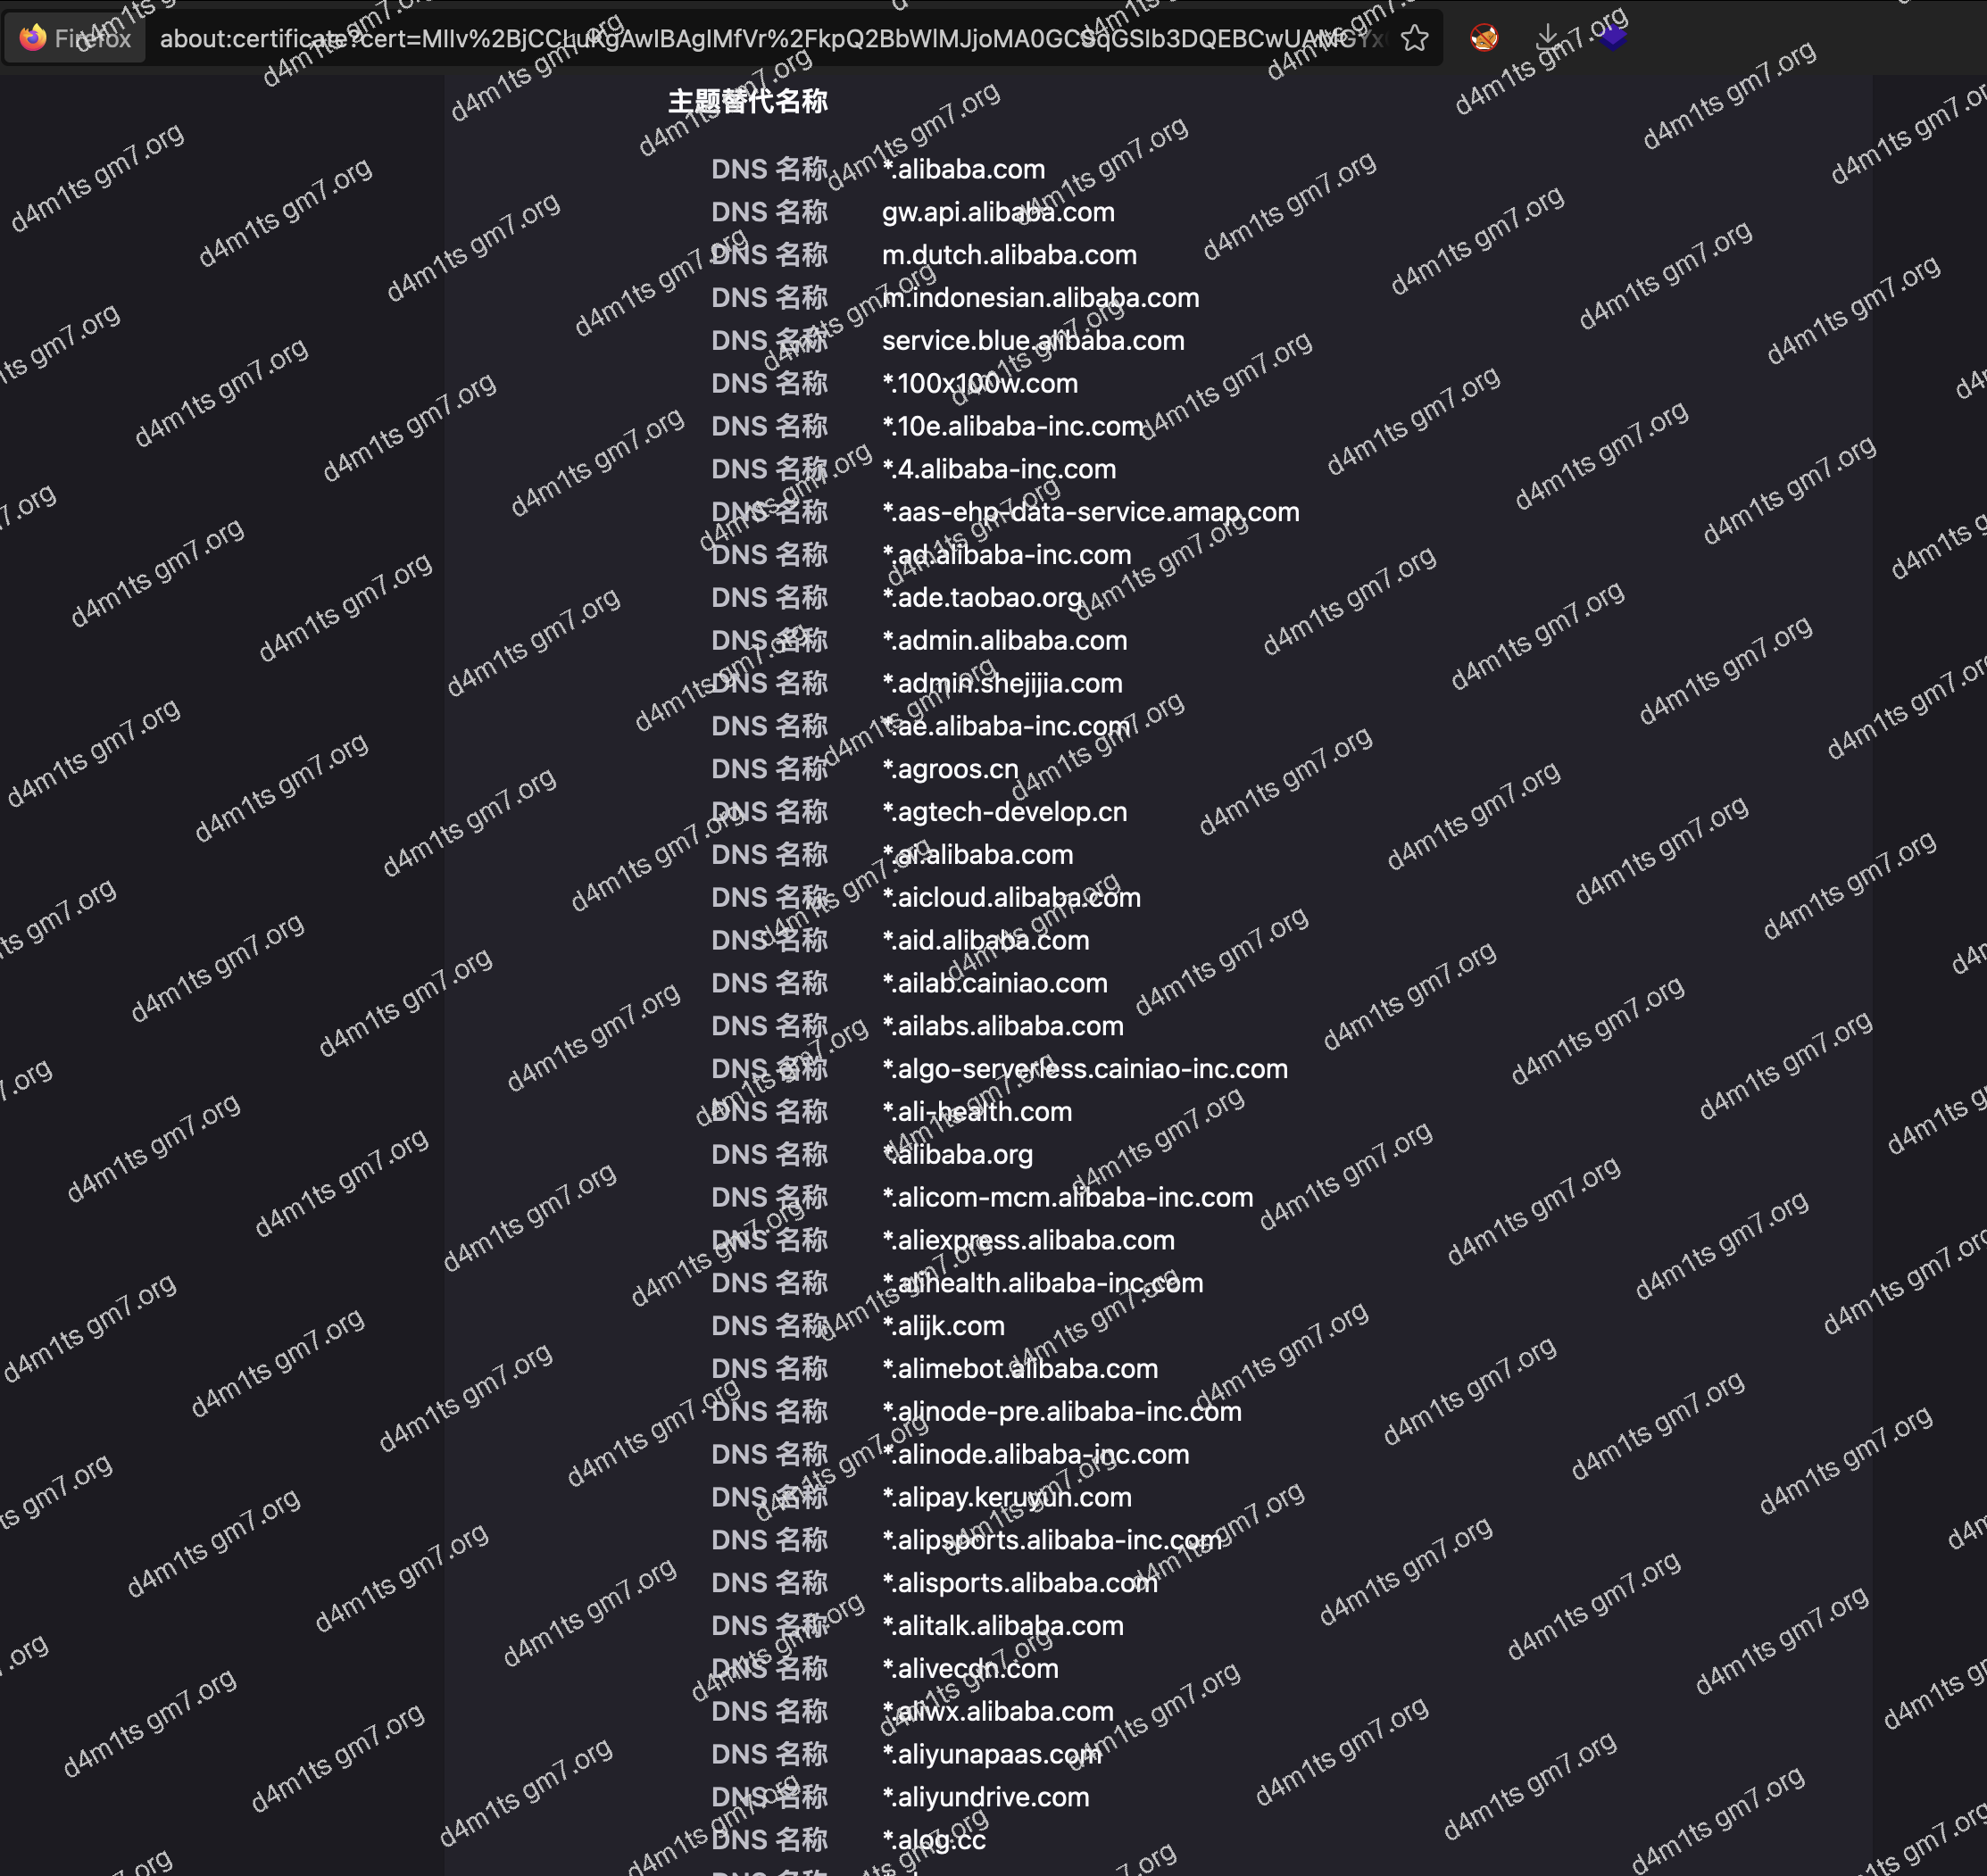 Firefox about:certificate?cert=MIIv%2BjCCLuKgAwIBAgIMfVr%2FkpQ2BbWIMJjoMA0GCSqGSIb3DQEBCwUAMGYx
主题替代名称
DNS 名称 *.alibaba.com
DNS 名称 gw.api.alibaba.com
DNS 名称 m.dutch.alibaba.com
DNS 名称 m.indonesian.alibaba.com
DNS 名称 service.blue.alibaba.com
DNS 名称 *.100x100w.com
DNS 名称 *.10e.alibaba-inc.com
DNS 名称 *.4.alibaba-inc.com
DNS 名称 *.aas-ehp-data-service.amap.com
DNS 名称 *.ad.alibaba-inc.com
DNS 名称 *.ade.taobao.org
DNS 名称 *.admin.alibaba.com
DNS 名称 *.admin.shejijia.com
DNS 名称 *.ae.alibaba-inc.com
DNS 名称 *.agroos.cn
DNS 名称 *.agtech-develop.cn
DNS 名称 *.ai.alibaba.com
DNS 名称 *.aicloud.alibaba.com
DNS 名称 *.aid.alibaba.com
DNS 名称 *.ailab.cainiao.com
DNS 名称 *.ailabs.alibaba.com
DNS 名称 *.algo-serverless.cainiao-inc.com
DNS 名称 *.ali-health.com
DNS 名称 *.alibaba.org
DNS 名称 *.alicom-mcm.alibaba-inc.com
DNS 名称 *.aliexpress.alibaba.com
DNS 名称 *.alihealth.alibaba-inc.com
DNS 名称 *.alijk.com
DNS 名称 *.alimebot.alibaba.com
DNS 名称 *.alinode-pre.alibaba-inc.com
DNS 名称 *.alinode.alibaba-inc.com
DNS 名称 *.alipay.keruyun.com
DNS 名称 *.alipsports.alibaba-inc.com
DNS 名称 *.alisports.alibaba.com
DNS 名称 *.alitalk.alibaba.com
DNS 名称 *.alivecdn.com
DNS 名称 *.aliwx.alibaba.com
DNS 名称 *.aliyunapaas.com
DNS 名称 *.aliyundrive.com
DNS 名称 *.alog.cc
d4m1ts gm7.org